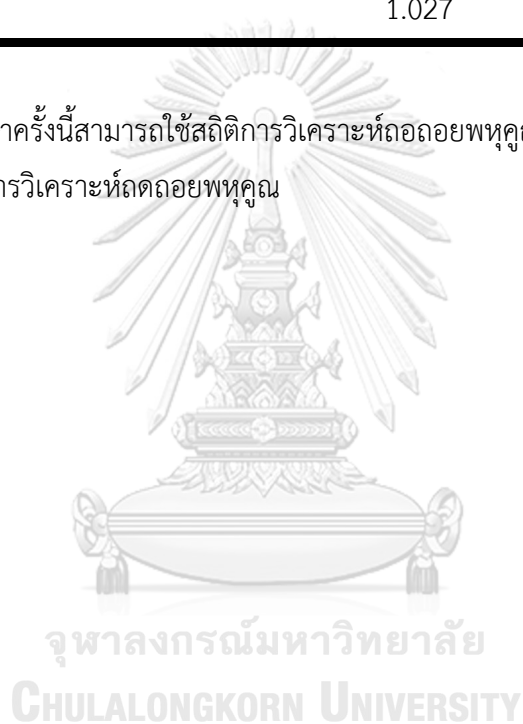 1.027
าครั้งนี้สามารถใช้สถิติการวิเคราะห์ถอถอยพหุคู
ารวิเคราะห์ถดถอยพหุคูณ
จุฬาลงกรณ์มหาวิทยาลัย
CHULALONGKORN UNIVERSITY